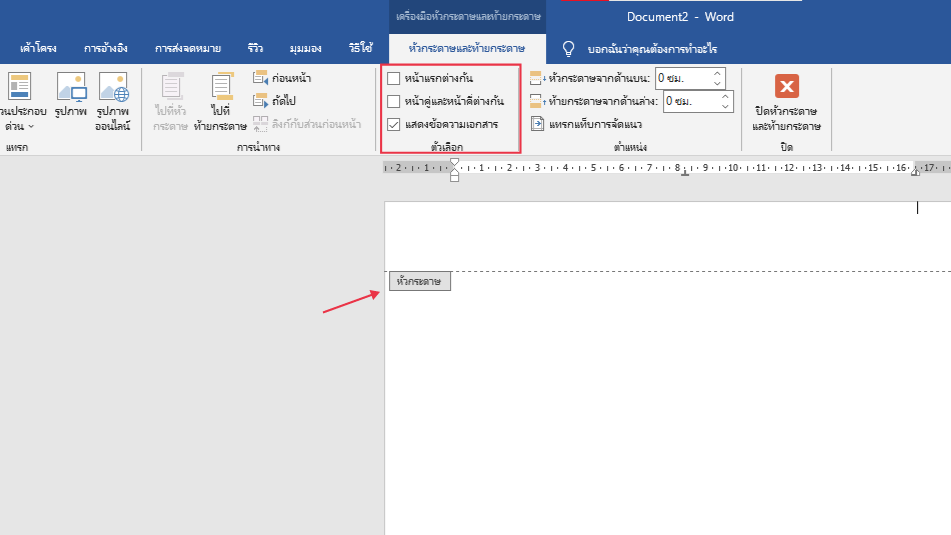 เครื่องมือหัวกระดาษและท้ายกระดาษ
Document2 - Word
เค้าโครง การอ้างอิง การส่งจดหมาย รีวิว มุมมอง วิธีใช้ หัวกระดาษและท้ายกระดาษ บอกฉันว่าคุณต้องการทำอะไร
วนประกอบ
ด่วน
รูปภาพ
รูปภาพ
ออนไลน์
แทรก
ไปที่หัว
กระดาษ
ไปที่
ท้ายกระดาษ
ก่อนหน้า
ถัดไป
ลิงก์กับส่วนก่อนหน้า
การนำทาง
หน้าแรกต่างกัน
หน้าคู่และหน้าคี่ต่างกัน
แสดงข้อความเอกสาร
ตัวเลือก
หัวกระดาษจากด้านบน: 0 ซม.
ท้ายกระดาษจากด้านล่าง: 0 ซม.
แทรกแท็บการจัดแนว
ตำแหน่ง
ปิดหัวกระดาษ
และท้ายกระดาษ
ปิด
2 1 1 2 3 4 5 6 7 8 9 10 11 12 13 14 15 16 17
หัวกระดาษ